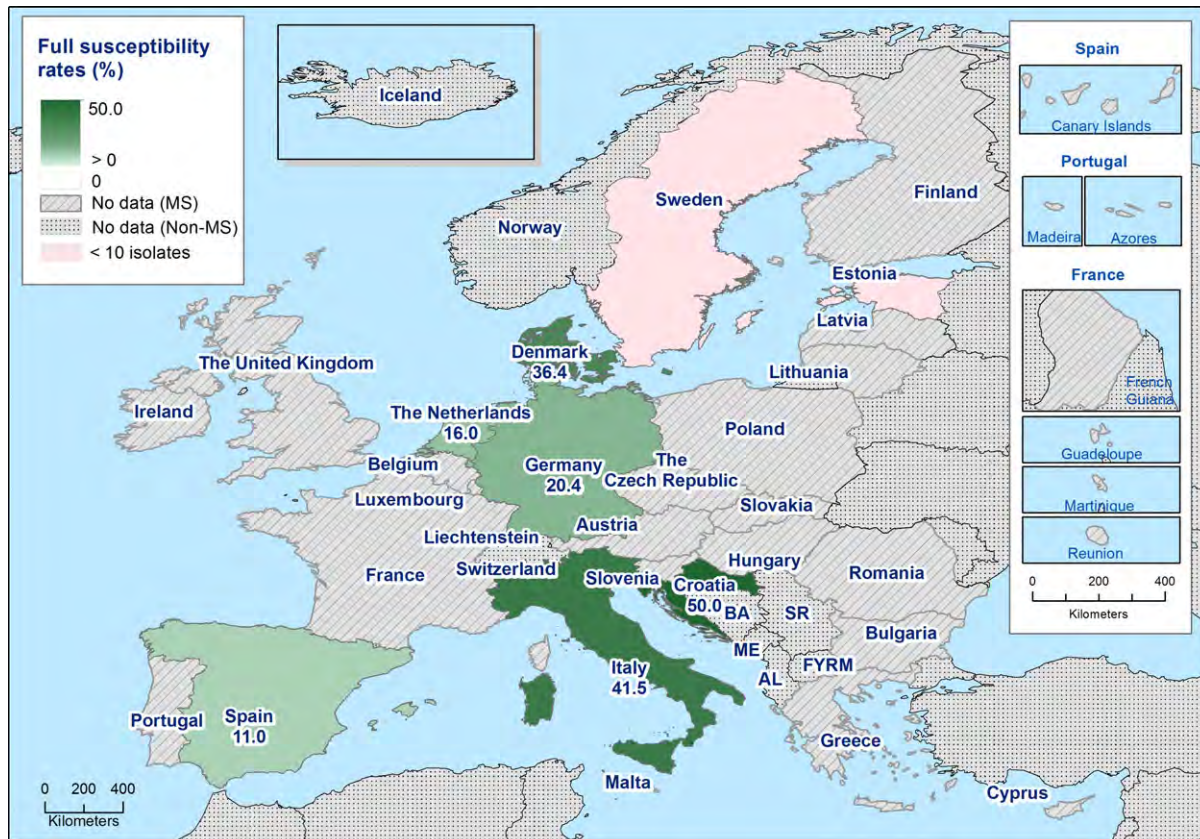 Full susceptibility
rates (%)
50.0
> 0
0
No data (MS)
No data (Non-MS)
< 10 isolates
Iceland
Norway
Sweden
Finland
Estonia
Latvia
Lithuania
Denmark
36.4
The United Kingdom
Ireland
The Netherlands
16.0
Belgium
Luxembourg
Germany
20.4
Poland
The
Czech Republic
Slovakia
Austria
Liechtenstein
Switzerland
France
Hungary
Slovenia
Croatia
50.0
BA
SR
Romania
Bulgaria
ME
FYRM
AL
Italy
41.5
Greece
Malta
Cyprus
Portugal
Spain
11.0
0 200 400
Kilometers
Spain
Canary Islands
Portugal
Madeira
Azores
France
French
Guiana
Guadeloupe
Martinique
Reunion
0 200 400
Kilometers